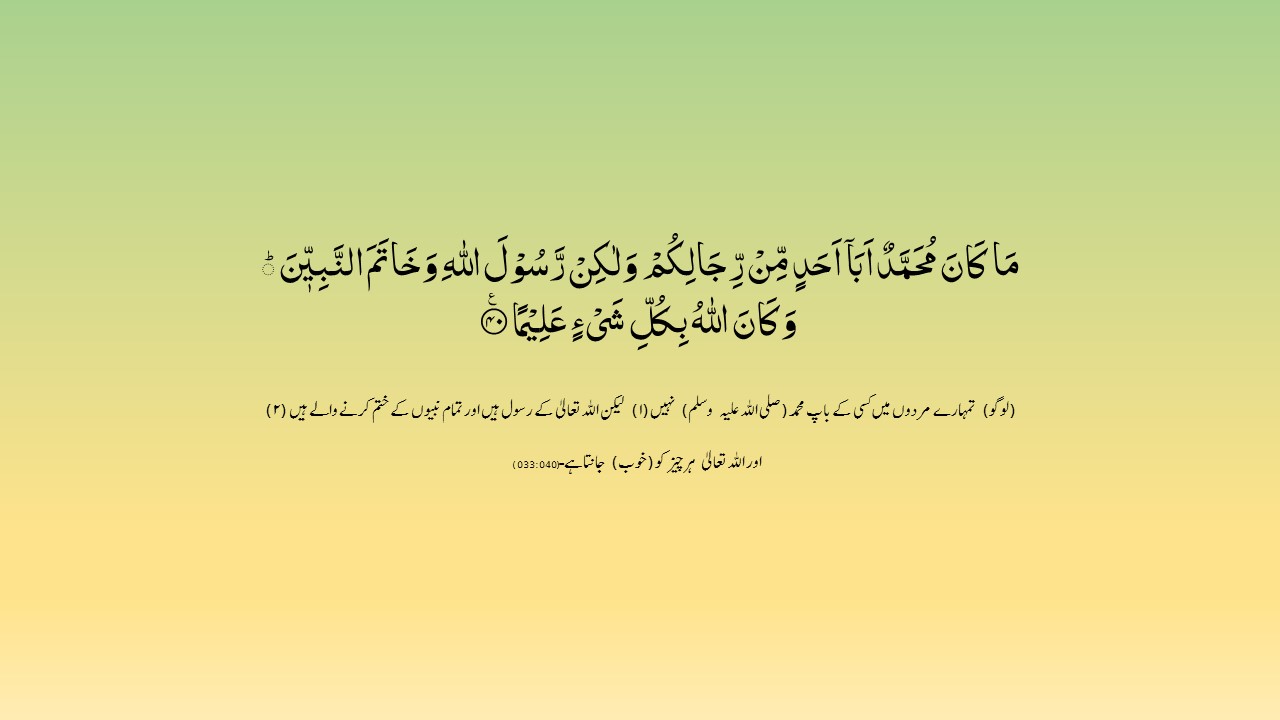 مَا كَانَ مُحَمَّدٌ اَبَآ اَحَدٍ مِّنْ رِّجَالِكُمْ وَلٰكِنْ رَّسُوْلَ اللّٰهِ وَخَاتَمَ النَّبِيّٖنَ ؕ
وَكَانَ اللّٰهُ بِكُلِّ شَیْءٍ عَلِيْمًا ۧ۝۴۰
(لوگو) تمہارے مردوں میں کسی کے باپ محمد (صلی اللہ علیہ وسلم) نہیں (۱) لیکن اللہ تعالیٰ کے رسول ہیں اور تمام نبیوں کے ختم کرنے والے ہیں (۲)
اور اللہ تعالیٰ ہر چیز کو (خوب) جانتا ہے۔(033:040)